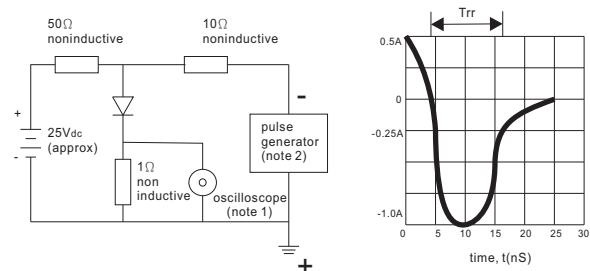 50Ω
noninductive
10Ω
noninductive
+
25Vdc
(approx)
-
1Ω
non
inductive
oscilloscope
(note 1)
-
pulse
generator
(note 2)
+
Trr
0.5A
0
-0.25A
-1.0A
0 5 10 15 20 25 30
time, t(nS)